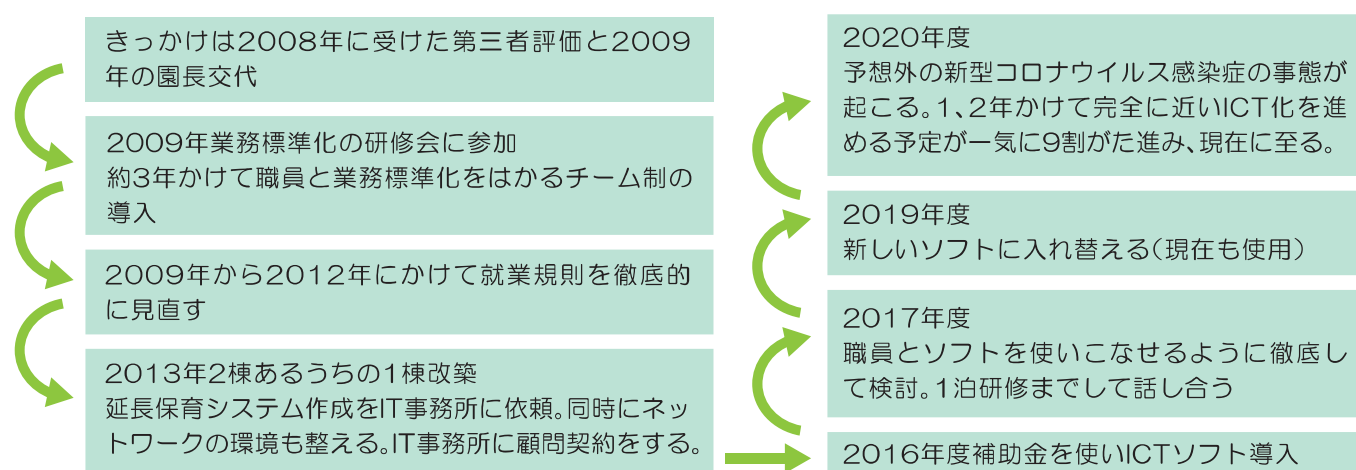 きっかけは2008年に受けた第三者評価と2009
年の園長交代
2009年業務標準化の研修会に参加
約3年かけて職員と業務標準化をはかるチーム制の
導入
2009年から2012年にかけて就業規則を徹底的
に見直す
2013年2棟あるうちの1棟改築
延長保育システム作成をIT事務所に依頼。同時にネッ
トワークの環境も整える。IT事務所に顧問契約をする。
2016年度補助金を使いICTソフト導入
2017年度
職員とソフトを使いこなせるように徹底し
て検討。1泊研修までして話し合う
2019年度
新しいソフトに入れ替える(現在も使用)
2020年度
予想外の新型コロナウイルス感染症の事態が
起こる。1、2年かけて完全に近いICT化を進
める予定が一気に9割がた進み、現在に至る。